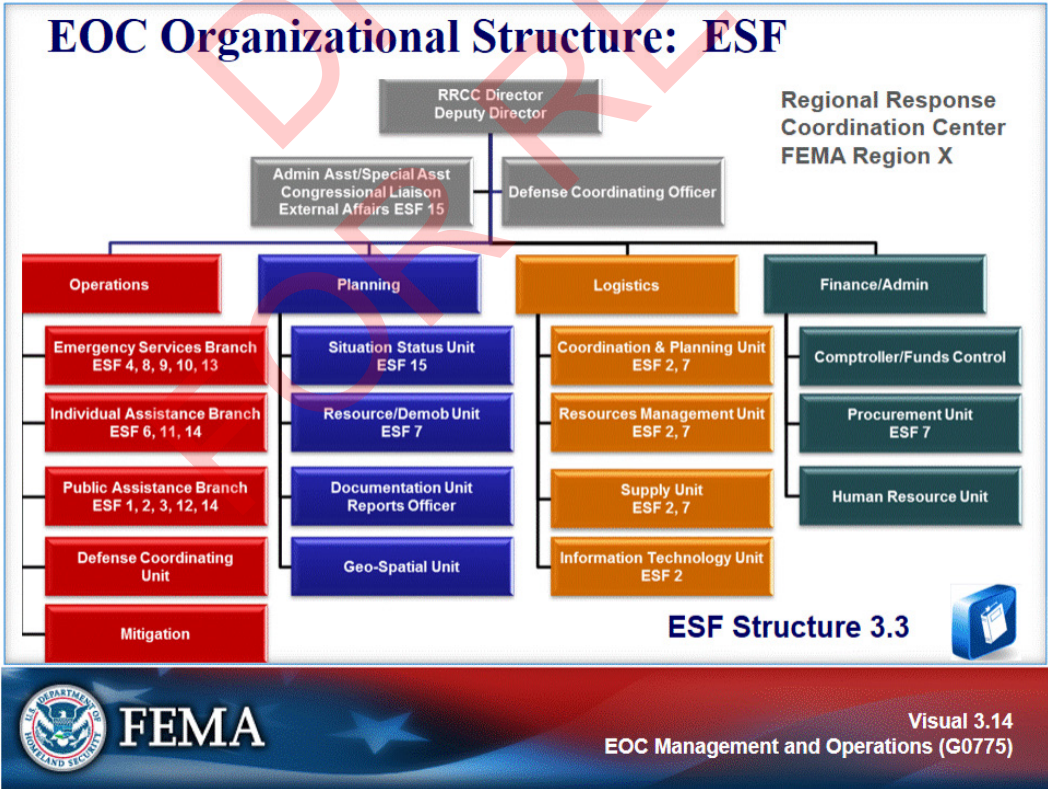 EOC Organizational Structure: ESF
RRCC Director
Deputy Director
Regional Response
Coordination Center
FEMA Region X
Admin Asst/Special Asst
Congressional Liaison
External Affairs ESF 15
Defense Coordinating Officer
Operations
Planning
Logistics
Finance/Admin
Emergency Services Branch
ESF 4, 8, 9, 10, 13
Situation Status Unit
ESF 15
Coordination & Planning Unit
ESF 2, 7
Comptroller/Funds Control
Individual Assistance Branch
ESF 6, 11, 14
Resource/Demob Unit
ESF 7
Resources Management Unit
ESF 2, 7
Procurement Unit
ESF 7
Public Assistance Branch
ESF 1, 2, 3, 12, 14
Documentation Unit
Reports Officer
Supply Unit
ESF 2, 7
Human Resource Unit
Defense Coordinating
Unit
Geo-Spatial Unit
Information Technology Unit
ESF 2
Mitigation
ESF Structure 3.3
U.S. DEPARTMENT OF
HOMELAND SECURITY
FEMA
Visual 3.14
EOC Management and Operations (G0775)